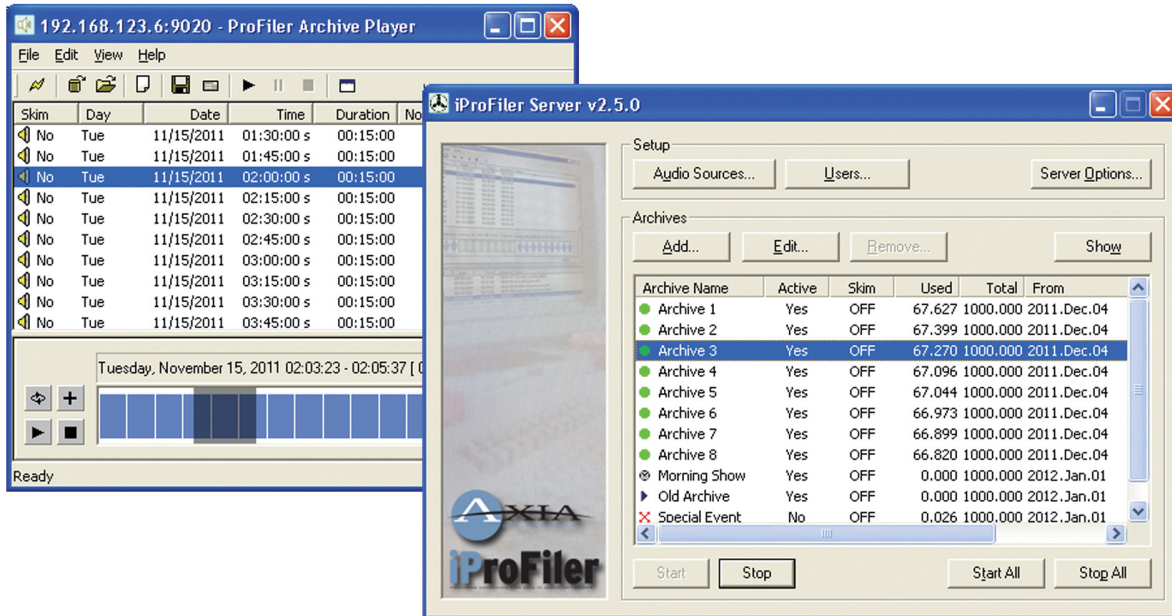 192.168.123.6:9020 - ProFiler Archive Player
File Edit View Help
Skim Day Date Time Duration No
No Tue 11/15/2011 01:30:00 s 00:15:00
No Tue 11/15/2011 01:45:00 s 00:15:00
No Tue 11/15/2011 02:00:00 s 00:15:00
No Tue 11/15/2011 02:15:00 s 00:15:00
No Tue 11/15/2011 02:30:00 s 00:15:00
No Tue 11/15/2011 02:45:00 s 00:15:00
No Tue 11/15/2011 03:00:00 s 00:15:00
No Tue 11/15/2011 03:15:00 s 00:15:00
No Tue 11/15/2011 03:30:00 s 00:15:00
No Tue 11/15/2011 03:45:00 s 00:15:00
Tuesday, November 15, 2011 02:03:23 - 02:05:37 [
Ready
iProFiler Server v2.5.0
Setup
Audio Sources... Users... Server Options...
Archives
Add... Edit... Remove... Show
Archive Name Active Skim Used Total From
Archive 1 Yes OFF 67.627 1000.000 2011.Dec.04
Archive 2 Yes OFF 67.399 1000.000 2011.Dec.04
Archive 3 Yes OFF 67.270 1000.000 2011.Dec.04
Archive 4 Yes OFF 67.096 1000.000 2011.Dec.04
Archive 5 Yes OFF 67.044 1000.000 2011.Dec.04
Archive 6 Yes OFF 66.973 1000.000 2011.Dec.04
Archive 7 Yes OFF 66.899 1000.000 2011.Dec.04
Archive 8 Yes OFF 66.820 1000.000 2011.Dec.04
Morning Show Yes OFF 0.000 1000.000 2012.Jan.01
Old Archive Yes OFF 0.000 1000.000 2012.Jan.01
Special Event No OFF 0.026 1000.000 2012.Jan.01
Start Stop Start All Stop All
AXIA
iProFiler